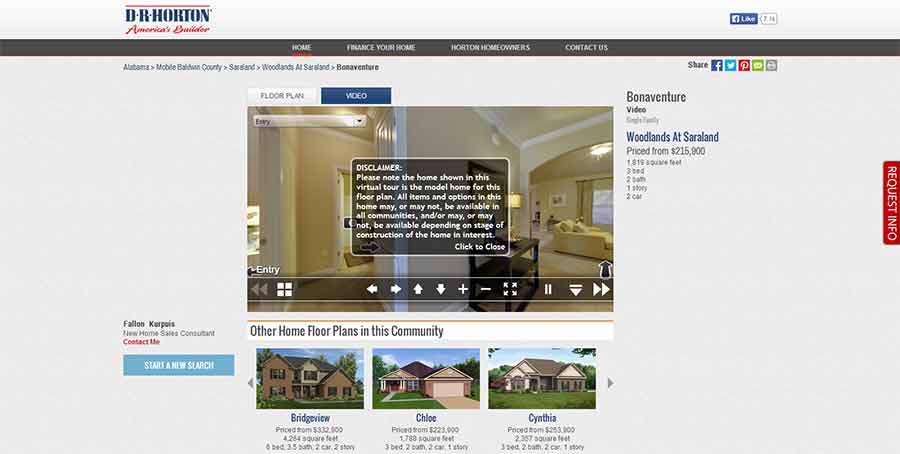 D·R·HORTON
America's Builder
Like
HOME
FINANCE YOUR HOME
HORTON HOMEOWNERS
CONTACT US
Alabama > Mobile Baldwin County > Saraland > Woodlands At Saraland > Bonaventure
Share
FLOOR PLAN
VIDEO
Entry
DISCLAIMER:
Please note the home shown in this
virtual tour is the model home for this
floor plan. All items and options in this
home may, or may not, be available in
all communities, and/or may, or may
not, be available depending on stage of
construction of the home in interest.
Click to Close
Entry
Bonaventure
Video
Single Family
Woodlands At Saraland
Priced from $215,900
1,819 square feet
3 bed
2 bath
1 story
2 car
REQUEST INFO
Fallon Kurpuis
New Home Sales Consultant
Contact Me
START A NEW SEARCH
Other Home Floor Plans in this Community
Bridgeview
Priced from $332,900
4,264 square feet
6 bed, 3.5 bath, 2 car, 2 story
Chloe
Priced from $223,900
1,788 square feet
3 bed, 2 bath, 2 car, 1 story
Cynthia
Priced from $253,900
2,357 square feet
3 bed, 2 bath, 2 car, 1 story